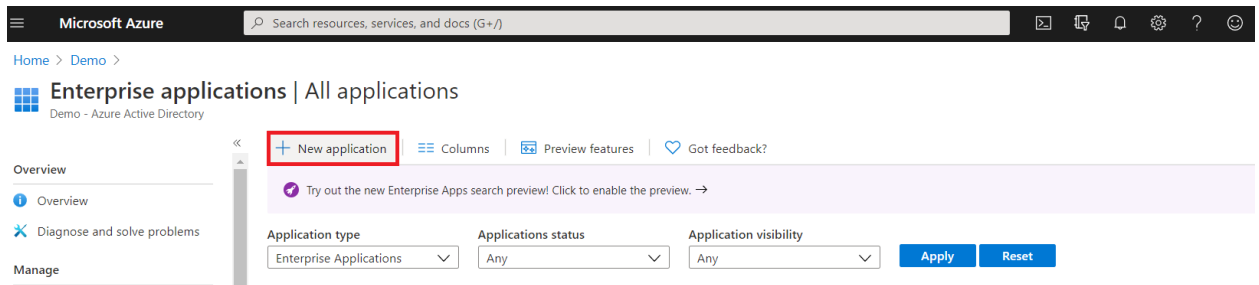 Microsoft Azure
Search resources, services, and docs (G+/)
Home > Demo >
Enterprise applications | All applications
Demo - Azure Active Directory
«
+ New application
Columns
Preview features
Got feedback?
Overview
Try out the new Enterprise Apps search preview! Click to enable the preview. →
Overview
Diagnose and solve problems
Application type
Applications status
Application visibility
Enterprise Applications
Any
Any
Apply
Reset
Manage